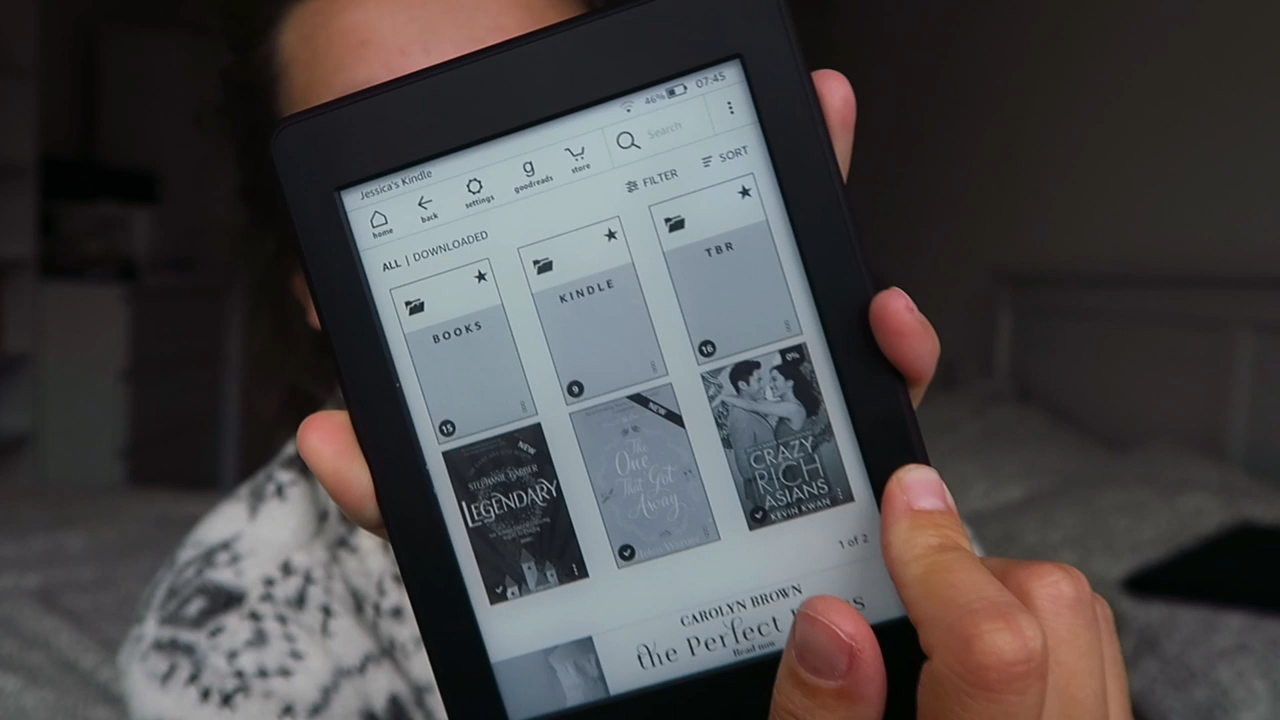 46% 07:45
Jessica's Kindle
home
back
settings
goodreads
store
Search
FILTER
SORT
ALL | DOWNLOADED
BOOKS
15
KINDLE
9
TBR
16
NEW
LEGENDARY
NEW
The
One
That Got
Away
0%
CRAZY
RICH
ASIANS
KEVIN KWAN
1 of 2
CAROLYN BROWN
the Perfect
Read now